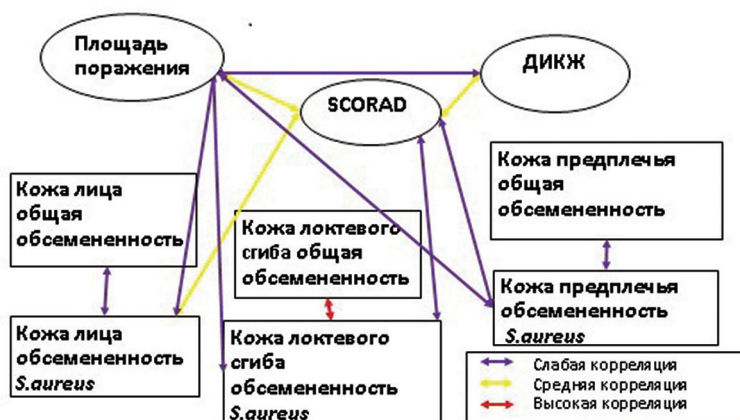 Площадь
поражения
ДИКЖ
SCORAD
Кожа лица
общая
обсемененность
Кожа локтевого
сгиба общая
обсемененность
Кожа предплечья
общая
обсемененность
Кожа лица
обсемененность
S.aureus
Кожа локтевого
сгиба
обсемененность
S.aureus
Кожа предплечья
обсемененность
S.aureus
Слабая корреляция
Средняя корреляция
Высокая корреляция